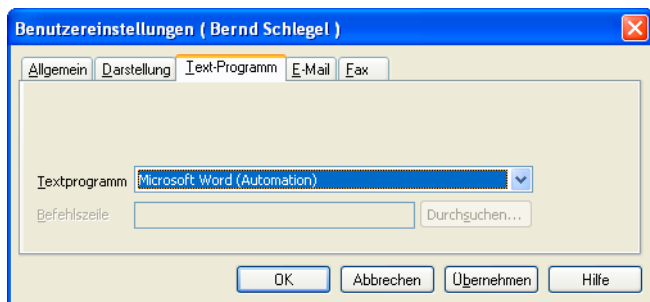 Benutzereinstellungen ( Bernd Schlegel )
Allgemein Darstellung Text-Programm E-Mail Fax
Textprogramm Microsoft Word (Automation)
Befehlszeile Durchsuchen...
OK Abbrechen Übernehmen Hilfe